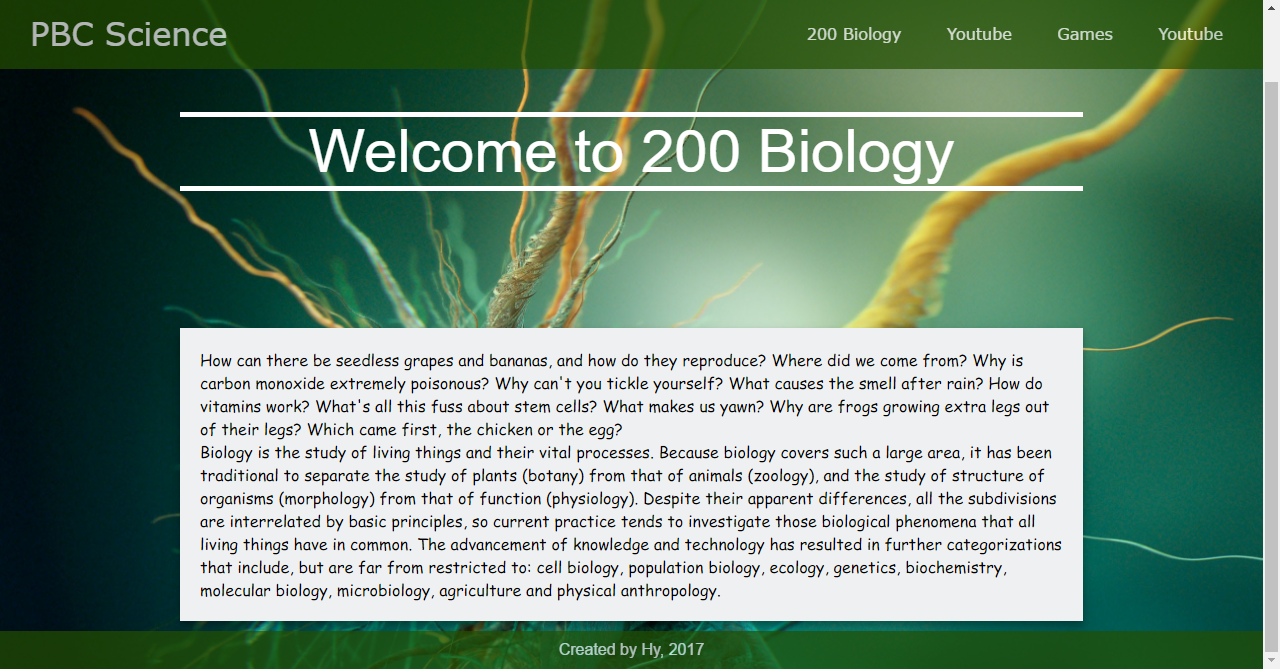 PBC Science
200 Biology Youtube Games Youtube
Welcome to 200 Biology
How can there be seedless grapes and bananas, and how do they reproduce? Where did we come from? Why is
carbon monoxide extremely poisonous? Why can't you tickle yourself? What causes the smell after rain? How do
vitamins work? What's all this fuss about stem cells? What makes us yawn? Why are frogs growing extra legs out
of their legs? Which came first, the chicken or the egg?
Biology is the study of living things and their vital processes. Because biology covers such a large area, it has been
traditional to separate the study of plants (botany) from that of animals (zoology), and the study of structure of
organisms (morphology) from that of function (physiology). Despite their apparent differences, all the subdivisions
are interrelated by basic principles, so current practice tends to investigate those biological phenomena that all
living things have in common. The advancement of knowledge and technology has resulted in further categorizations
that include, but are far from restricted to: cell biology, population biology, ecology, genetics, biochemistry,
molecular biology, microbiology, agriculture and physical anthropology.
Created by Hy, 2017